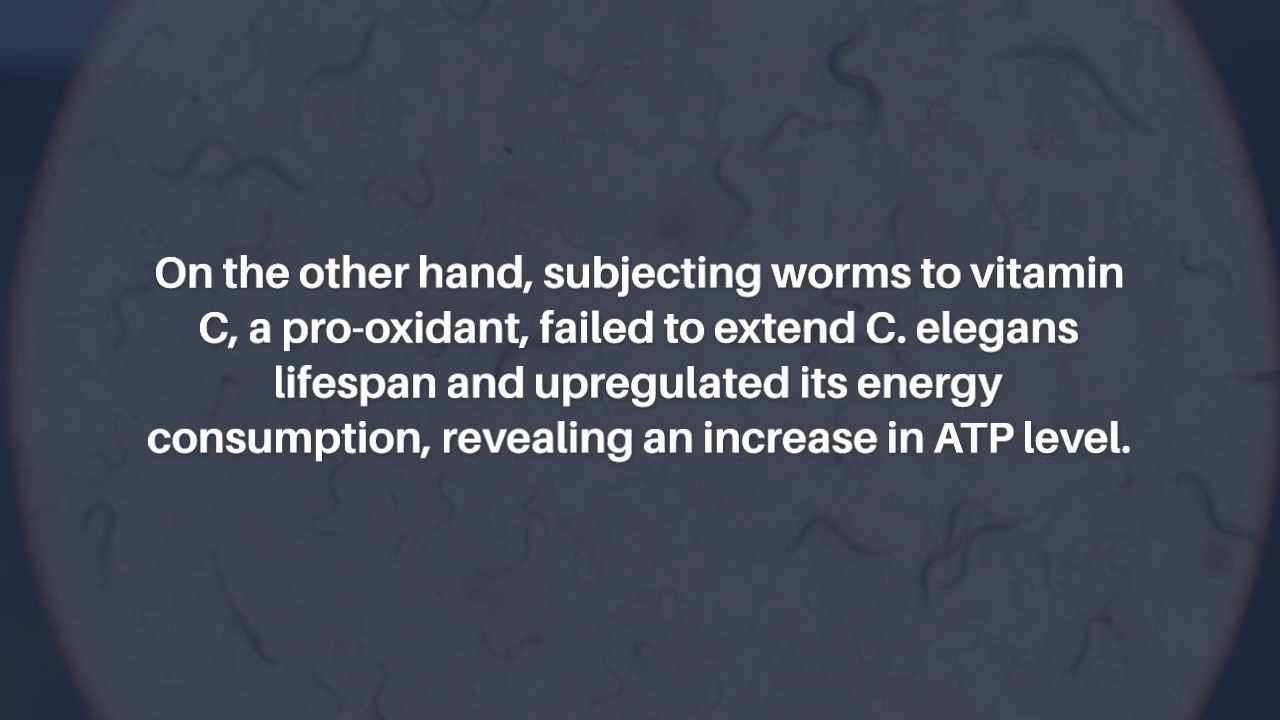 On the other hand, subjecting worms to vitamin
C, a pro-oxidant, failed to extend C. elegans
lifespan and upregulated its energy
consumption, revealing an increase in ATP level.